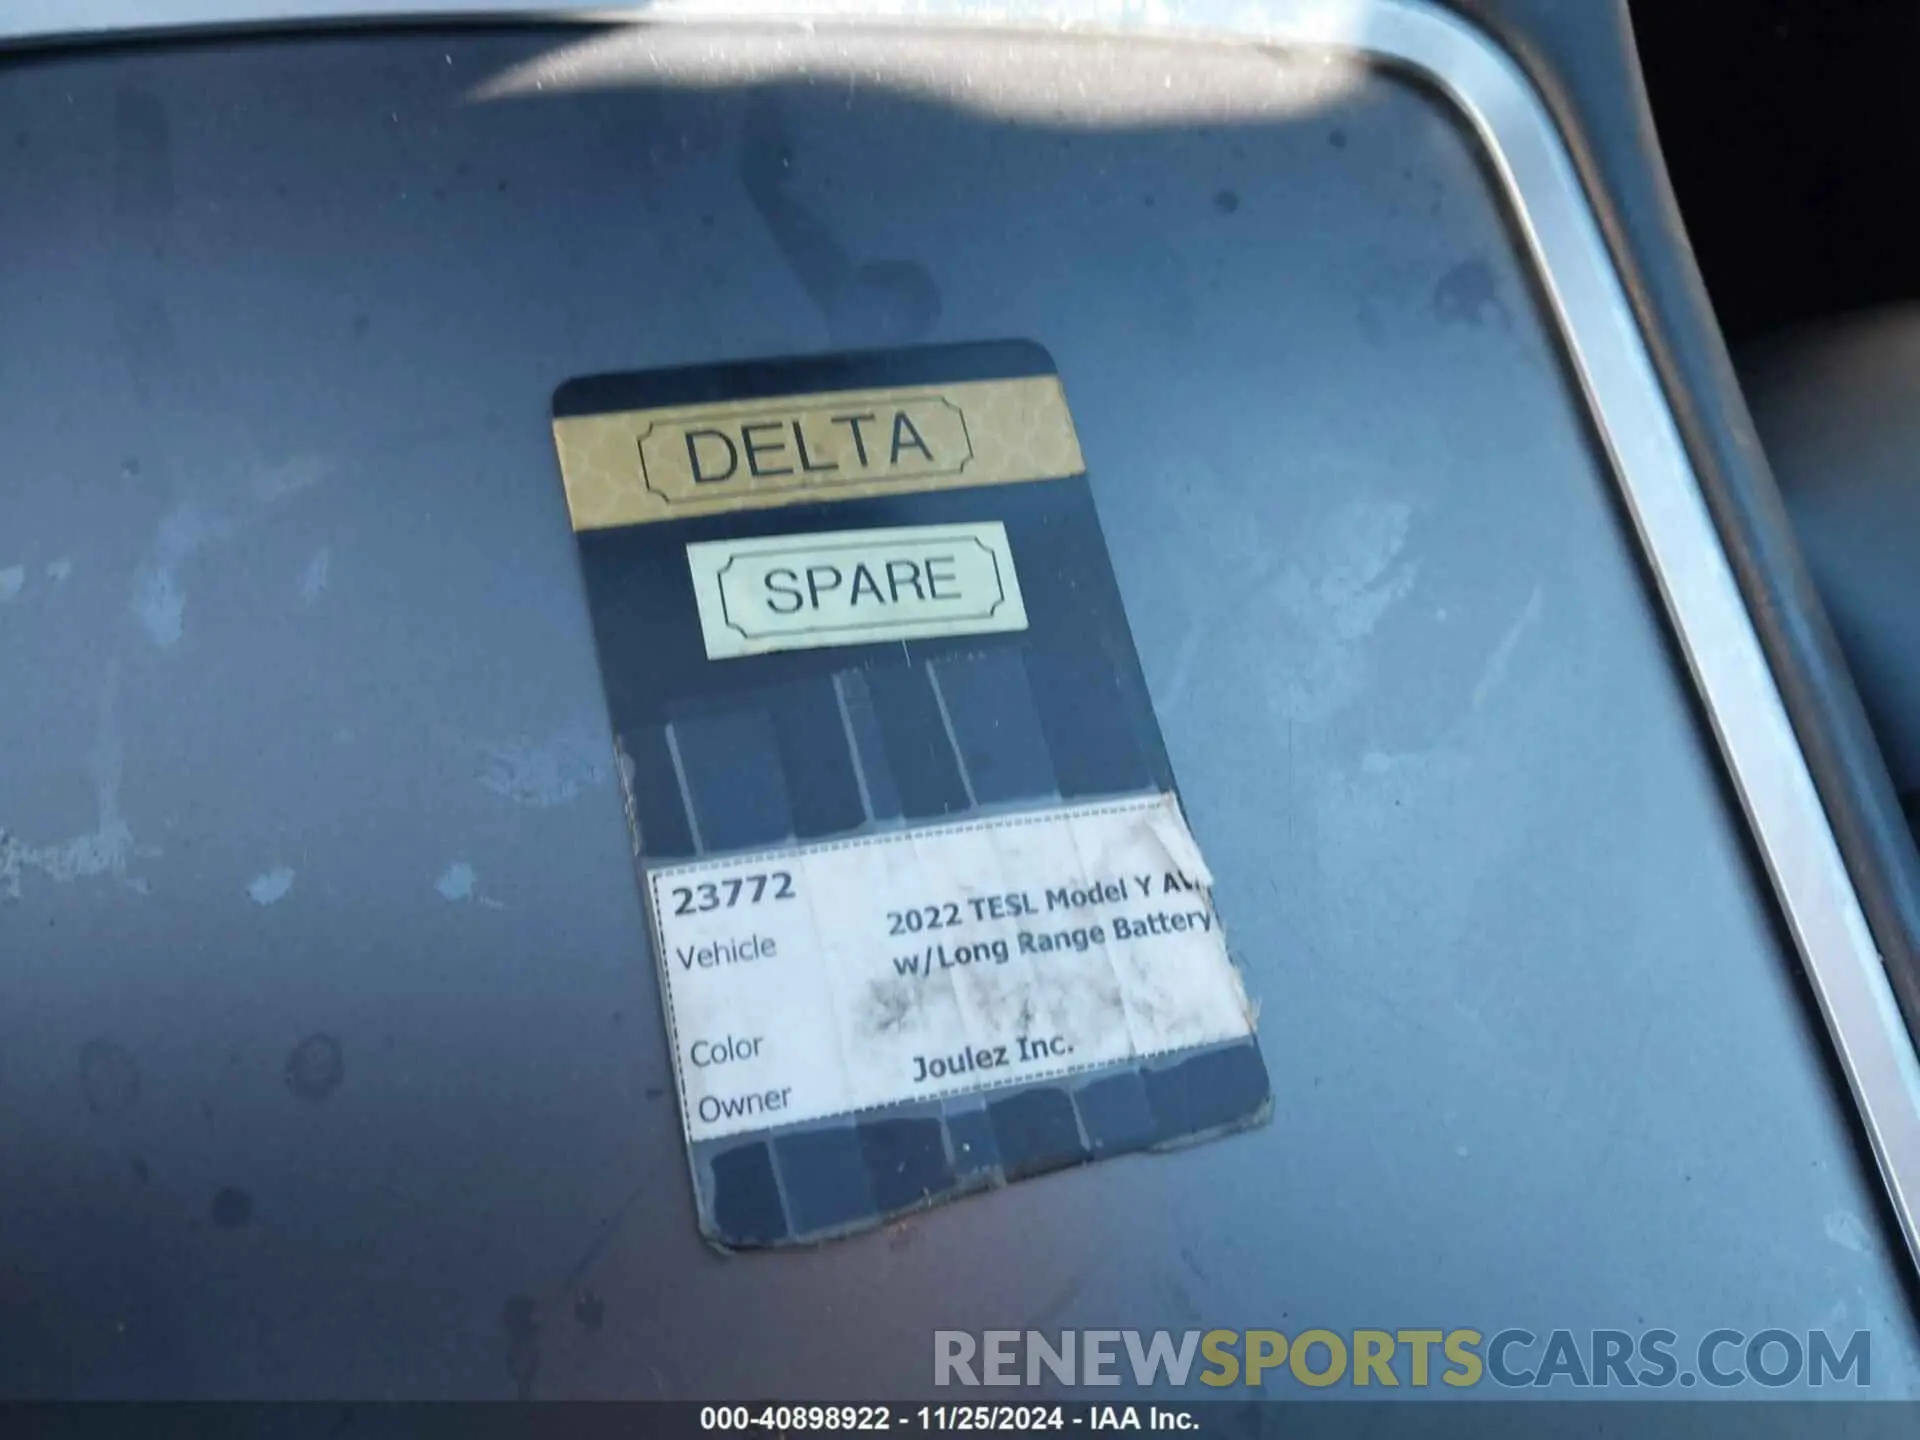 DELTA
SPARE
23772
Vehicle 2022 TESL Model Y
w/Long Range Battery
Color
Owner Joulez Inc.
RENEWSPORTSCARS.COM
000-40898922 - 11/25/2024 - IAA Inc.